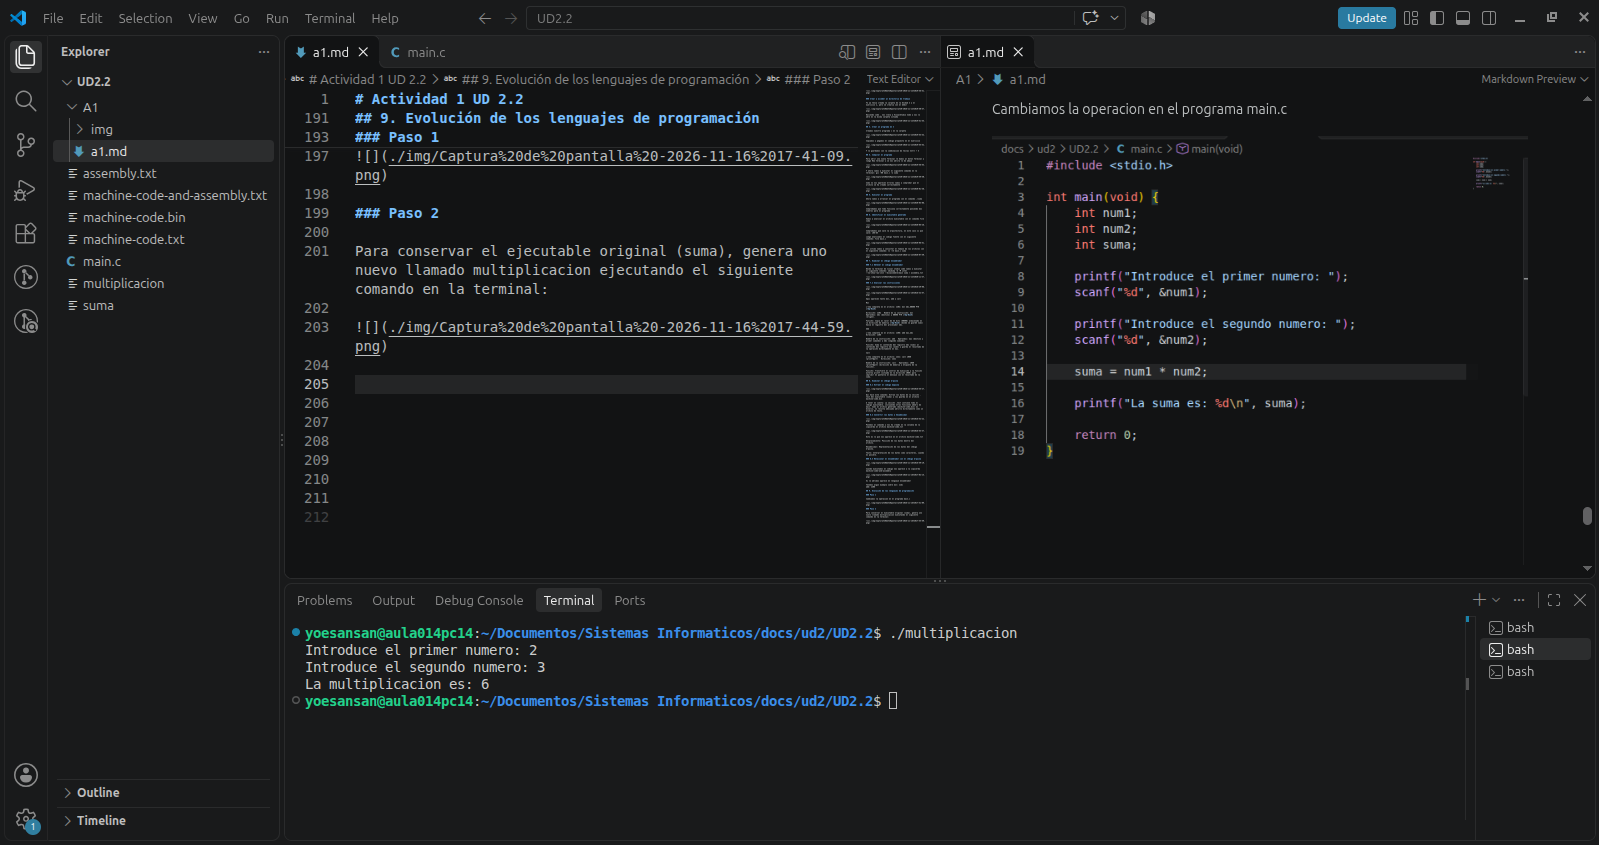 File Edit Selection View Go Run Terminal Help
UD2.2
Update
Explorer
UD2.2
A1
img
a1.md
assembly.txt
machine-code-and-assembly.txt
machine-code.bin
machine-code.txt
C main.c
multiplicacion
suma
Outline
Timeline
1
a1.md
C main.c
abc # Actividad 1 UD 2.2 > abc ## 9. Evolución de los lenguajes de programación > abc ### Paso 2
Text Editor
1 # Actividad 1 UD 2.2
191 ## 9. Evolución de los lenguajes de programación
193 ### Paso 1
197 ![](./img/Captura%20de%20pantalla%20-2026-11-16%2017-41-09.
png)
198
199 ### Paso 2
200
201 Para conservar el ejecutable original (suma), genera uno
nuevo llamado multiplicacion ejecutando el siguiente
comando en la terminal:
202
203 ![](./img/Captura%20de%20pantalla%20-2026-11-16%2017-44-59.
png)
204
205
206
207
208
209
210
211
212
a1.md
A1 > a1.md
Markdown Preview
Cambiamos la operacion en el programa main.c
docs > ud2 > UD2.2 > C main.c > main(void)
1 #include <stdio.h>
2
3 int main(void) {
4 int num1;
5 int num2;
6 int suma;
7
8 printf("Introduce el primer numero: ");
9 scanf("%d", &num1);
10
11 printf("Introduce el segundo numero: ");
12 scanf("%d", &num2);
13
14 suma = num1 * num2;
15
16 printf("La suma es: %d\n", suma);
17
18 return 0;
19 }
Problems Output Debug Console Terminal Ports
yoesansan@aula014pc14:~/Documentos/Sistemas Informaticos/docs/ud2/UD2.2$ ./multiplicacion
Introduce el primer numero: 2
Introduce el segundo numero: 3
La multiplicacion es: 6
yoesansan@aula014pc14:~/Documentos/Sistemas Informaticos/docs/ud2/UD2.2$
bash
bash
bash